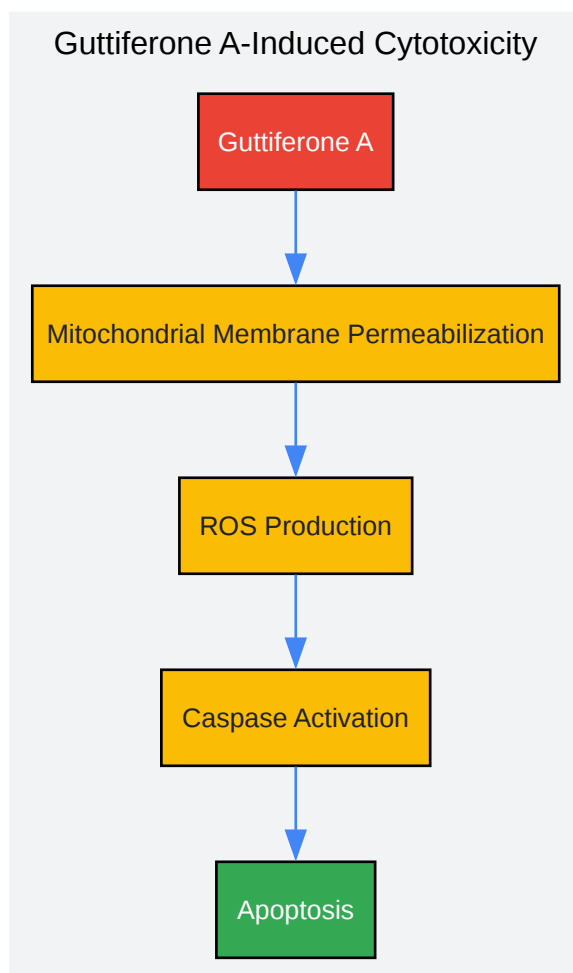 Guttiferone A-Induced Cytotoxicity
Guttiferone A
Mitochondrial Membrane Permeabilization
ROS Production
Caspase Activation
Apoptosis